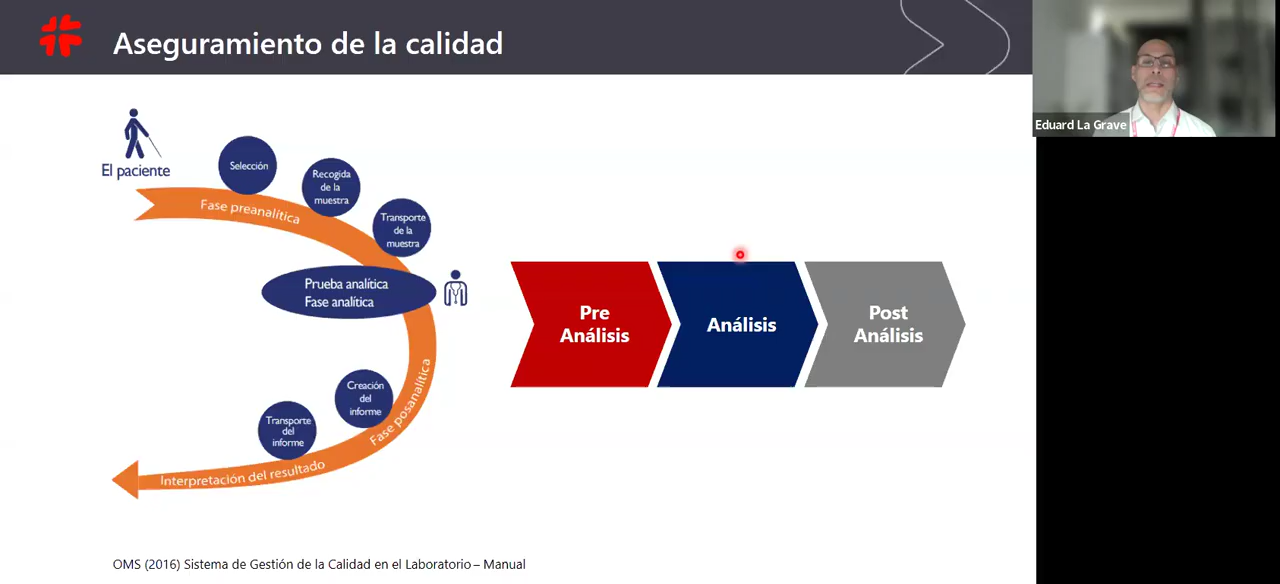 Aseguramiento de la calidad
Eduard La Grave
El paciente
Selección
Recogida
de la
muestra
Transporte
de la
muestra
Fase preanalítica
Prueba analítica
Fase analítica
Creación
del
informe
Transporte
del
informe
Fase posanalítica
Interpretación del resultado
Pre
Análisis
Análisis
Post
Análisis
OMS (2016) Sistema de Gestión de la Calidad en el Laboratorio – Manual